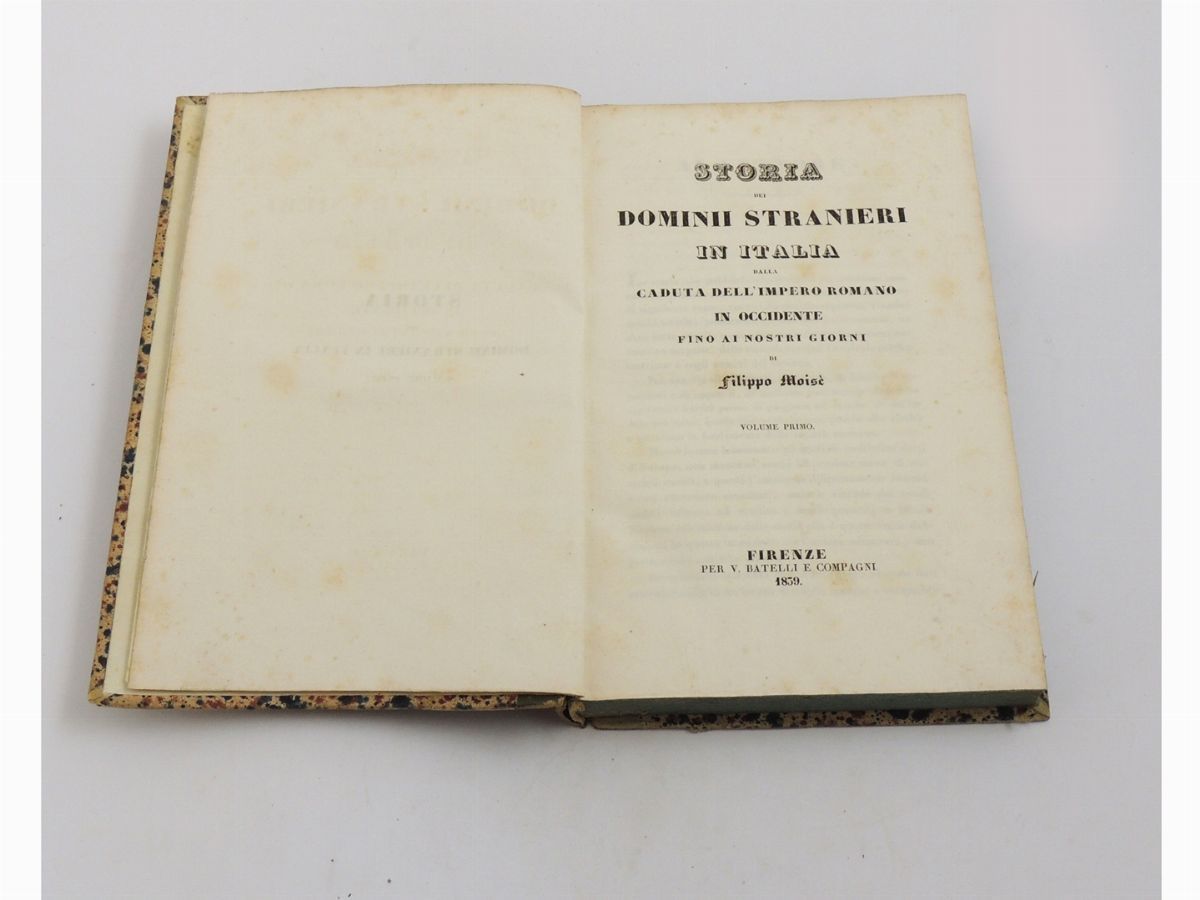 STORIA
DEI
DOMINII STRANIERI
IN ITALIA
DALLA
CADUTA DELL'IMPERO ROMANO
IN OCCIDENTE
FINO AI NOSTRI GIORNI
DI
Filippo Moisè
VOLUME PRIMO.
FIRENZE
PER V. BATELLI E COMPAGNI
1839.